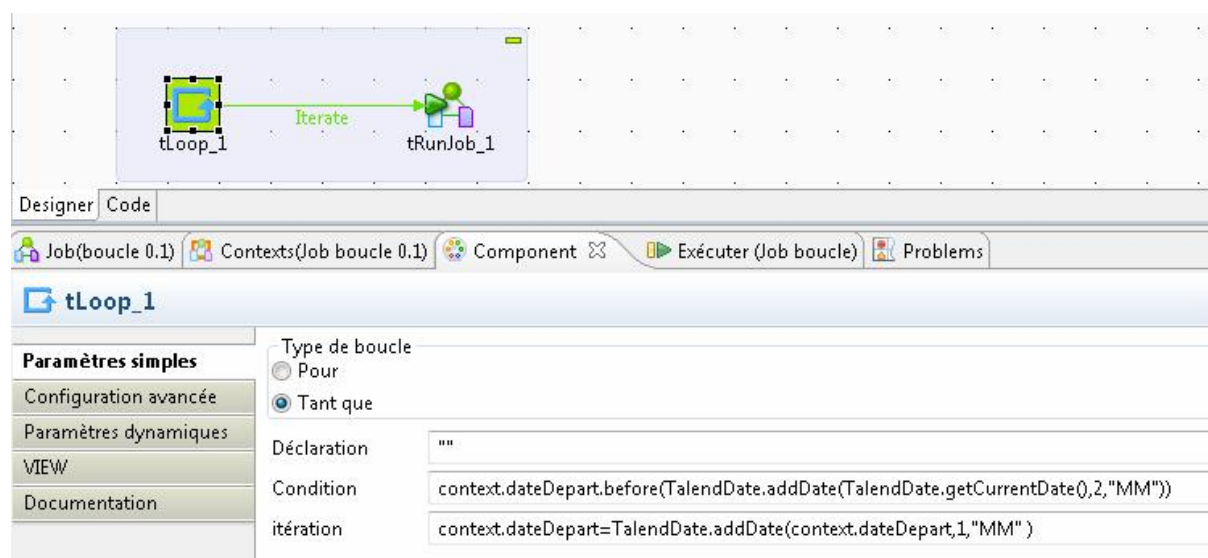 Iterate
tLoop_1
tRunJob_1
Designer Code
Job(boucle 0.1) Contexts(Job boucle 0.1) Component Exécuter (Job boucle) Problems
tLoop_1
Paramètres simples
Configuration avancée
Paramètres dynamiques
VIEW
Documentation
Type de boucle
Pour
Tant que
Déclaration ""
Condition context.dateDepart.before(TalendDate.addDate(TalendDate.getCurrentDate(),2,"MM"))
itération context.dateDepart=TalendDate.addDate(context.dateDepart,1,"MM" )